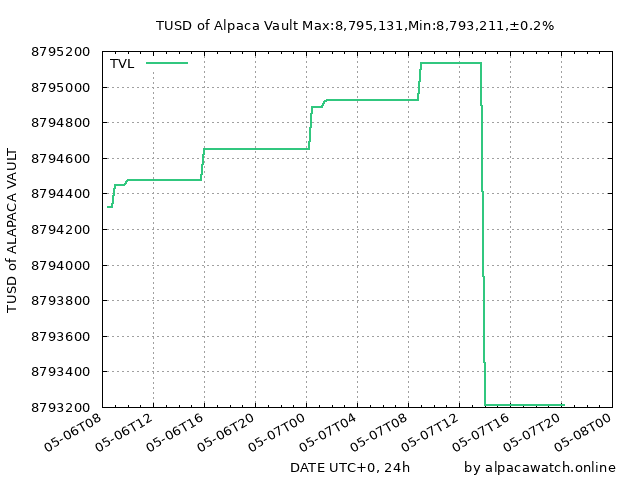 TUSD of Alpaca Vault Max:8,795,131,Min:8,793,211,±0.2%
TVL
TUSD of ALAPACA VAULT
8795200
8795000
8794800
8794600
8794400
8794200
8794000
8793800
8793600
8793400
8793200
05-06T08
05-06T12
05-06T16
05-06T20
05-07T00
05-07T04
05-07T08
05-07T12
05-07T16
05-07T20
05-08T00
DATE UTC+0, 24h
by alpacawatch.online